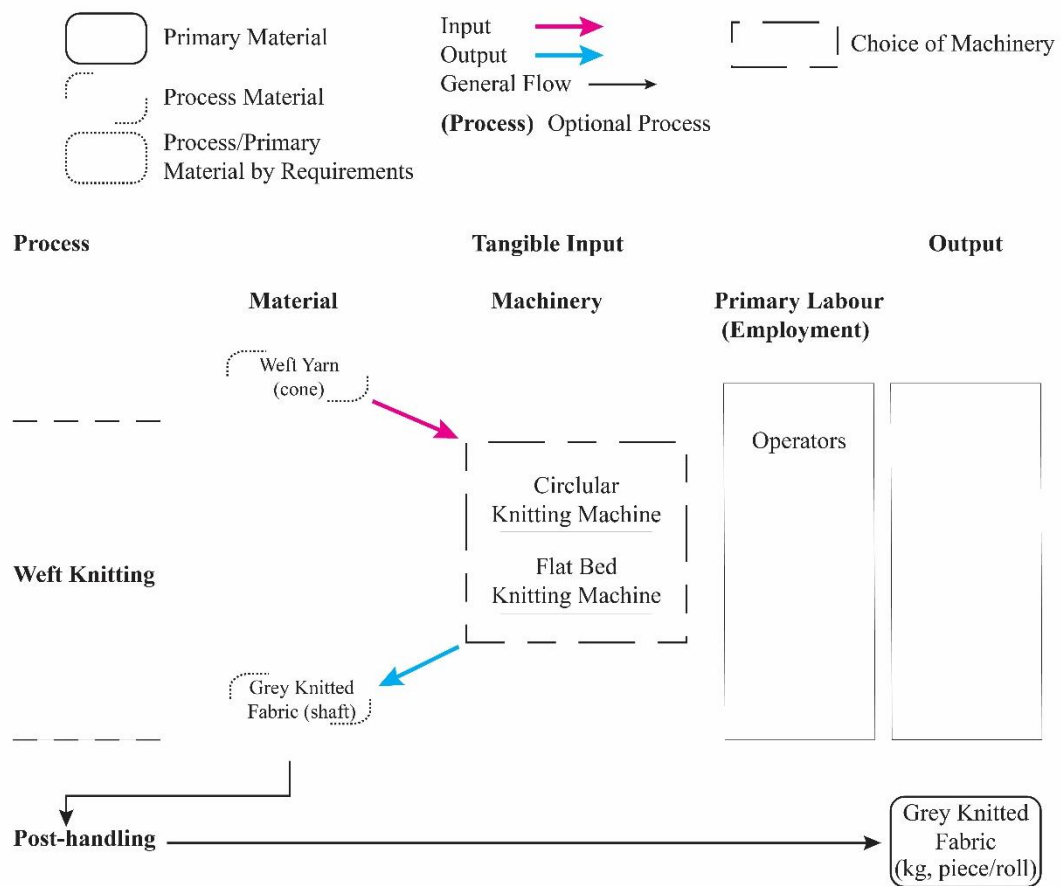 Primary Material
Process Material
Process/Primary
Material by Requirements
Input
Output
General Flow
(Process) Optional Process
Choice of Machinery
Process
Tangible Input
Output
Material
Machinery
Primary Labour
(Employment)
Weft Yarn
(cone)
Operators
Circlular
Knitting Machine
Flat Bed
Knitting Machine
Weft Knitting
Grey Knitted
Fabric (shaft)
Post-handling
Grey Knitted
Fabric
(kg, piece/roll)